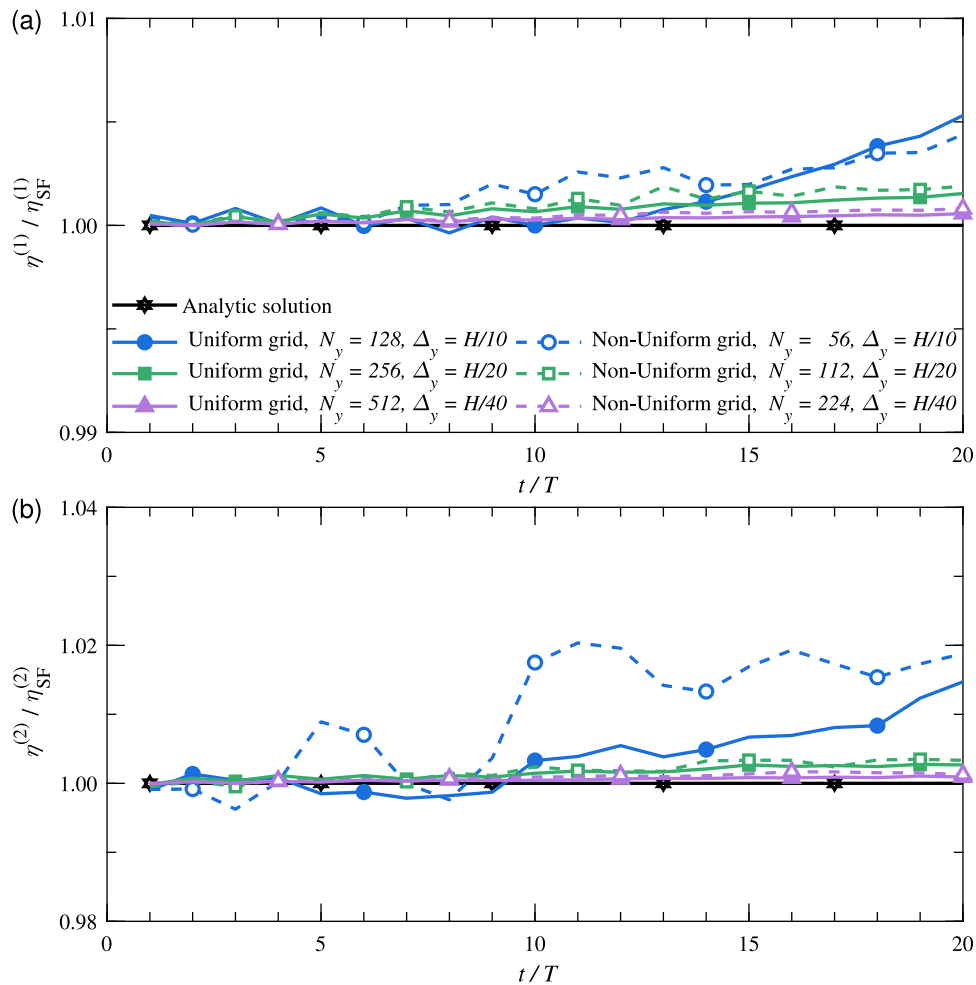 (a)
1.01
1.00
0.99
η(1) / ηSF(1)
Analytic solution
Uniform grid, Ny = 128, Δy = H/10
Non-Uniform grid, Ny = 56, Δy = H/10
Uniform grid, Ny = 256, Δy = H/20
Non-Uniform grid, Ny = 112, Δy = H/20
Uniform grid, Ny = 512, Δy = H/40
Non-Uniform grid, Ny = 224, Δy = H/40
0 5 10 15 20
t / T
(b)
1.04
1.02
1.00
0.98
η(2) / ηSF(2)
0 5 10 15 20
t / T